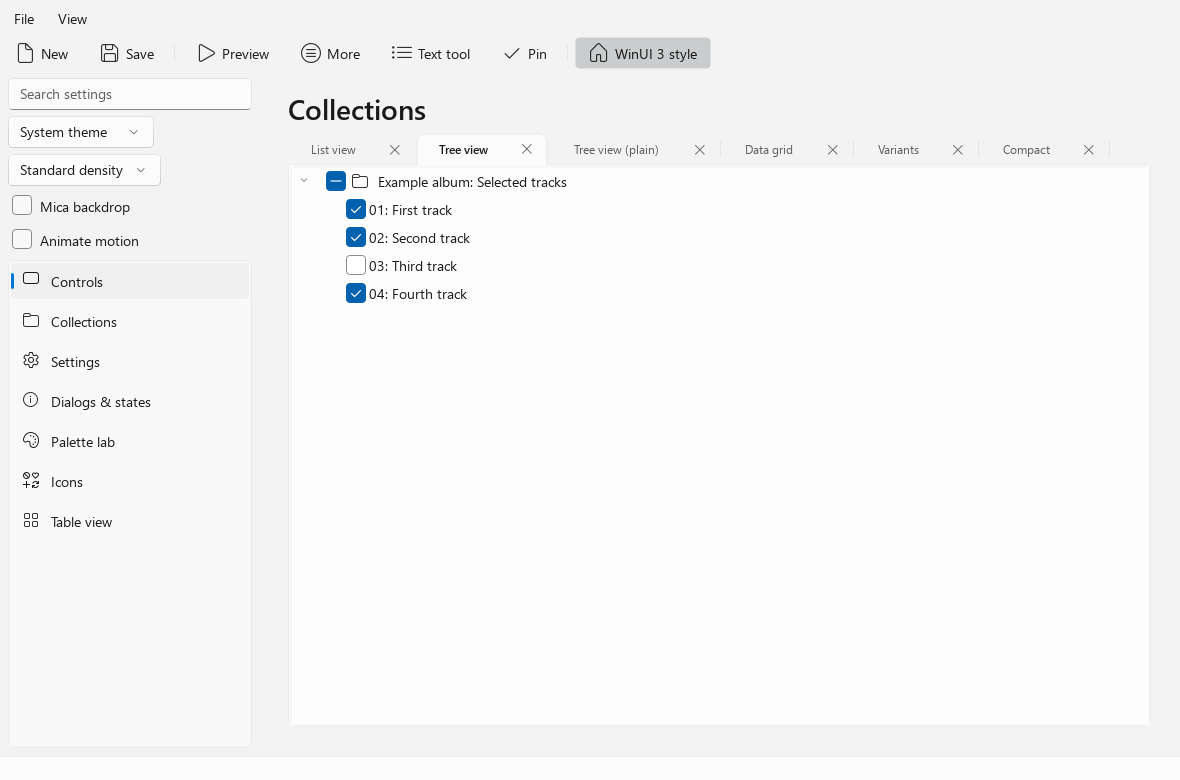 File View
New Save Preview More Text tool Pin WinUI 3 style
Search settings
System theme
Standard density
Mica backdrop
Animate motion
Controls
Collections
Settings
Dialogs & states
Palette lab
Icons
Table view
Collections
List view Tree view Tree view (plain) Data grid Variants Compact
Example album: Selected tracks
01: First track
02: Second track
03: Third track
04: Fourth track